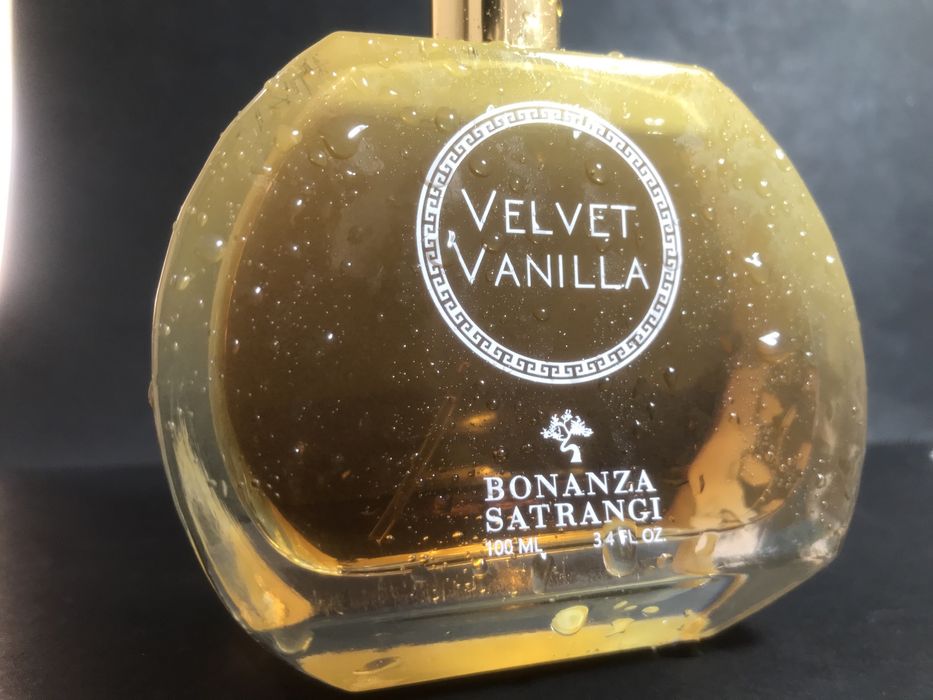 VELVET
VANILLA
BONANZA
SATRANGI
100 ML 3.4 FL OZ.